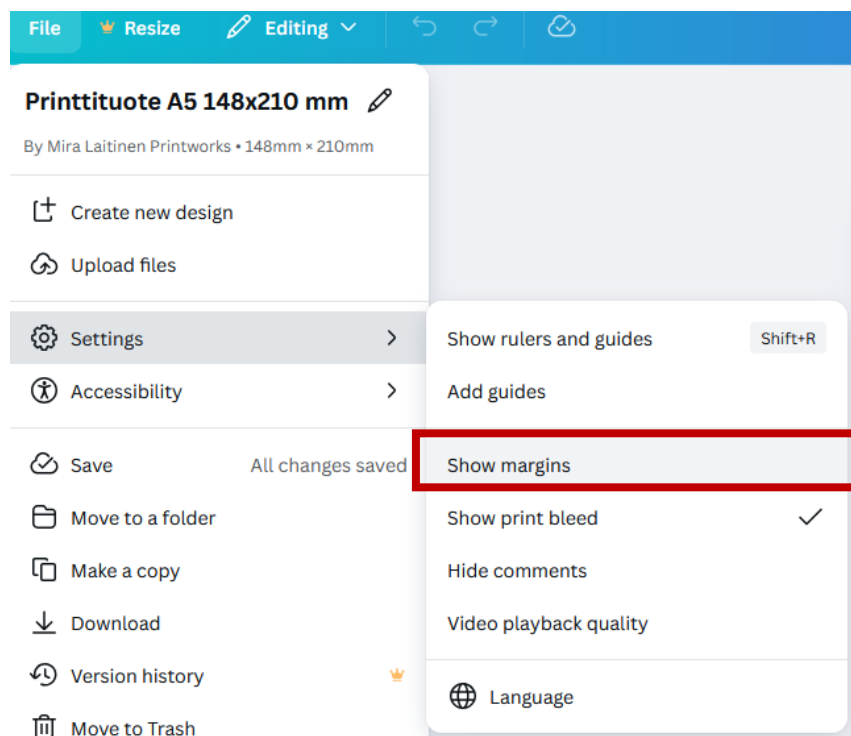 File Resize Editing
Printtituote A5 148x210 mm
By Mira Laitinen Printworks • 148mm × 210mm
Create new design
Upload files
Settings
Accessibility
Save All changes saved
Move to a folder
Make a copy
Download
Version history
Move to Trash
Show rulers and guides Shift+R
Add guides
Show margins
Show print bleed
Hide comments
Video playback quality
Language